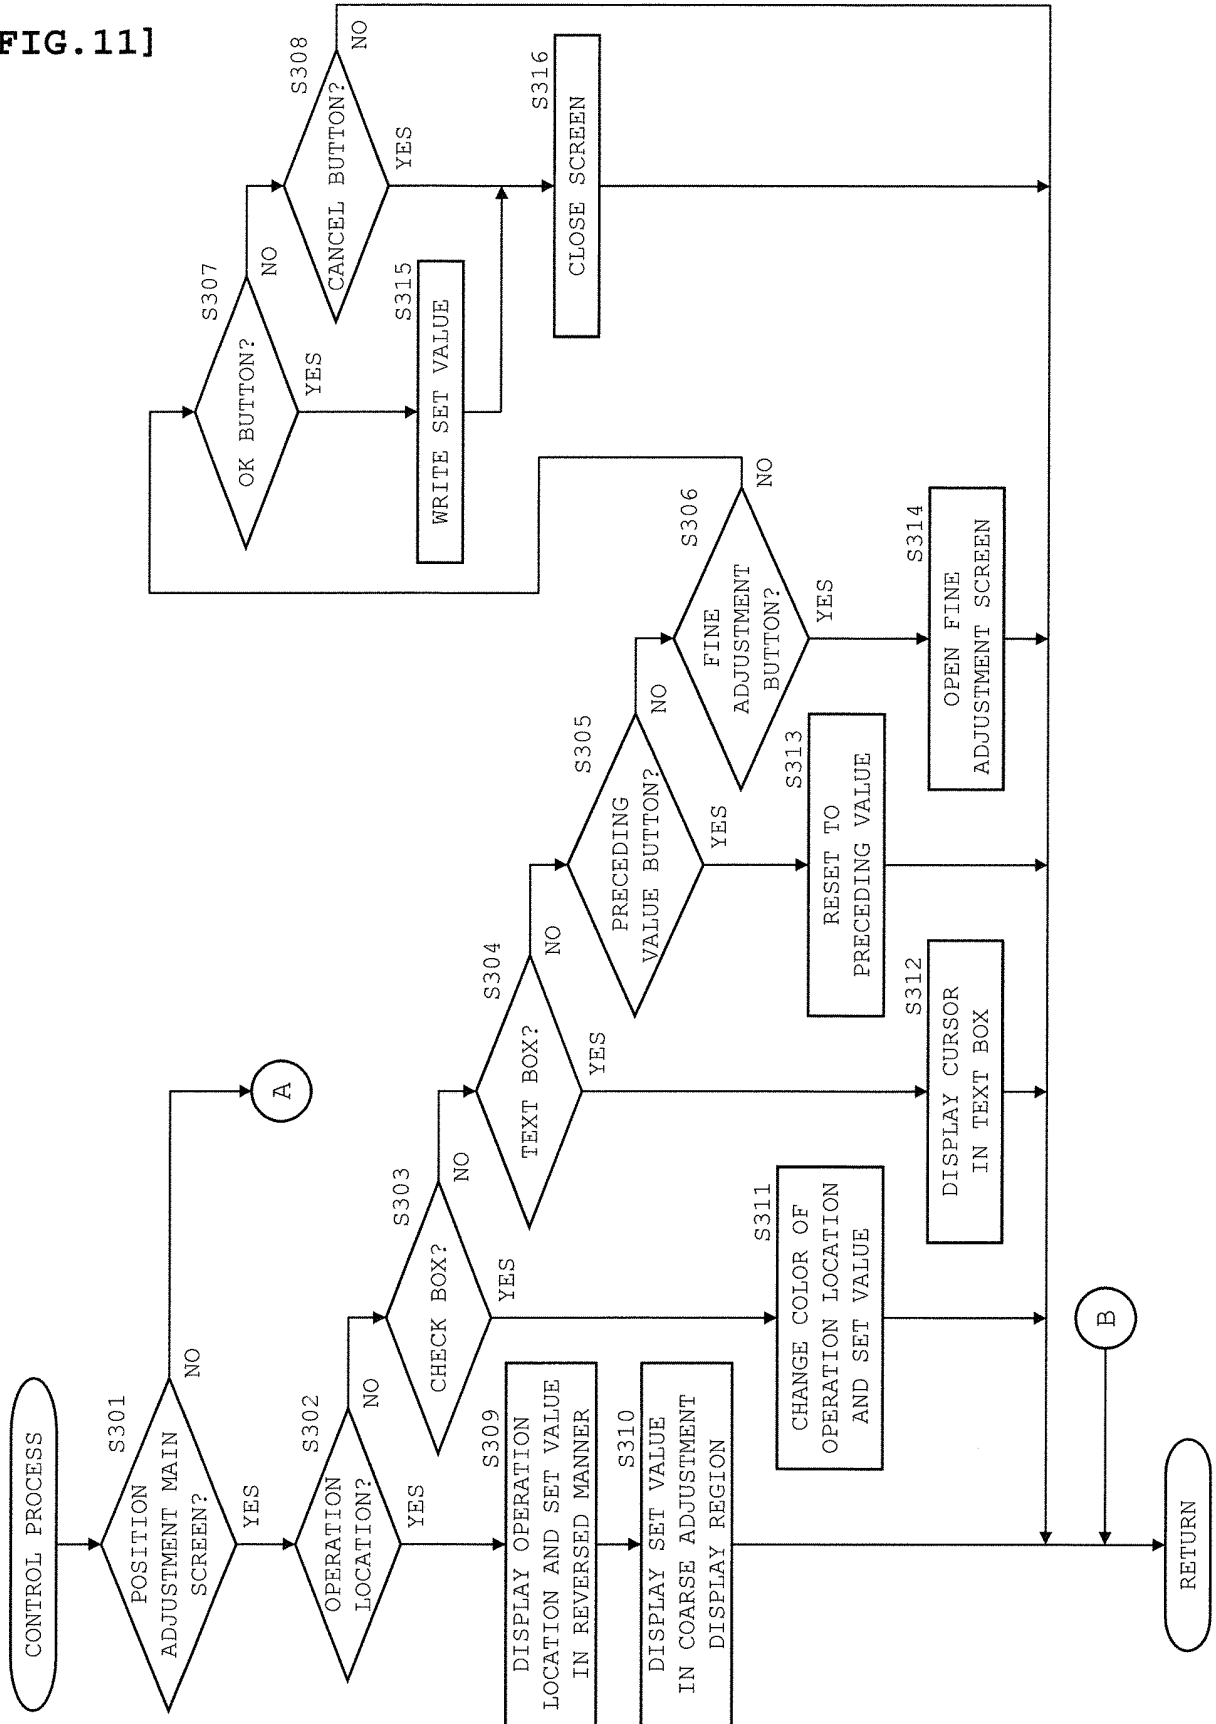 FIG.11]
CONTROL PROCESS
S301
POSITION
ADJUSTMENT MAIN
SCREEN?
NO
YES
A
S302
OPERATION
LOCATION?
NO
YES
S303
CHECK BOX?
NO
YES
S304
TEXT BOX?
NO
YES
S305
PRECEDING
VALUE BUTTON?
NO
YES
S306
FINE
ADJUSTMENT
BUTTON?
NO
YES
S307
OK BUTTON?
NO
YES
S308
CANCEL BUTTON?
NO
YES
S309
DISPLAY OPERATION
LOCATION AND SET VALUE
IN REVERSED MANNER
S310
DISPLAY SET VALUE
IN COARSE ADJUSTMENT
DISPLAY REGION
S311
CHANGE COLOR OF
OPERATION LOCATION
AND SET VALUE
S312
DISPLAY CURSOR
IN TEXT BOX
S313
RESET TO
PRECEDING VALUE
S314
OPEN FINE
ADJUSTMENT SCREEN
S315
WRITE SET VALUE
S316
CLOSE SCREEN
B
RETURN